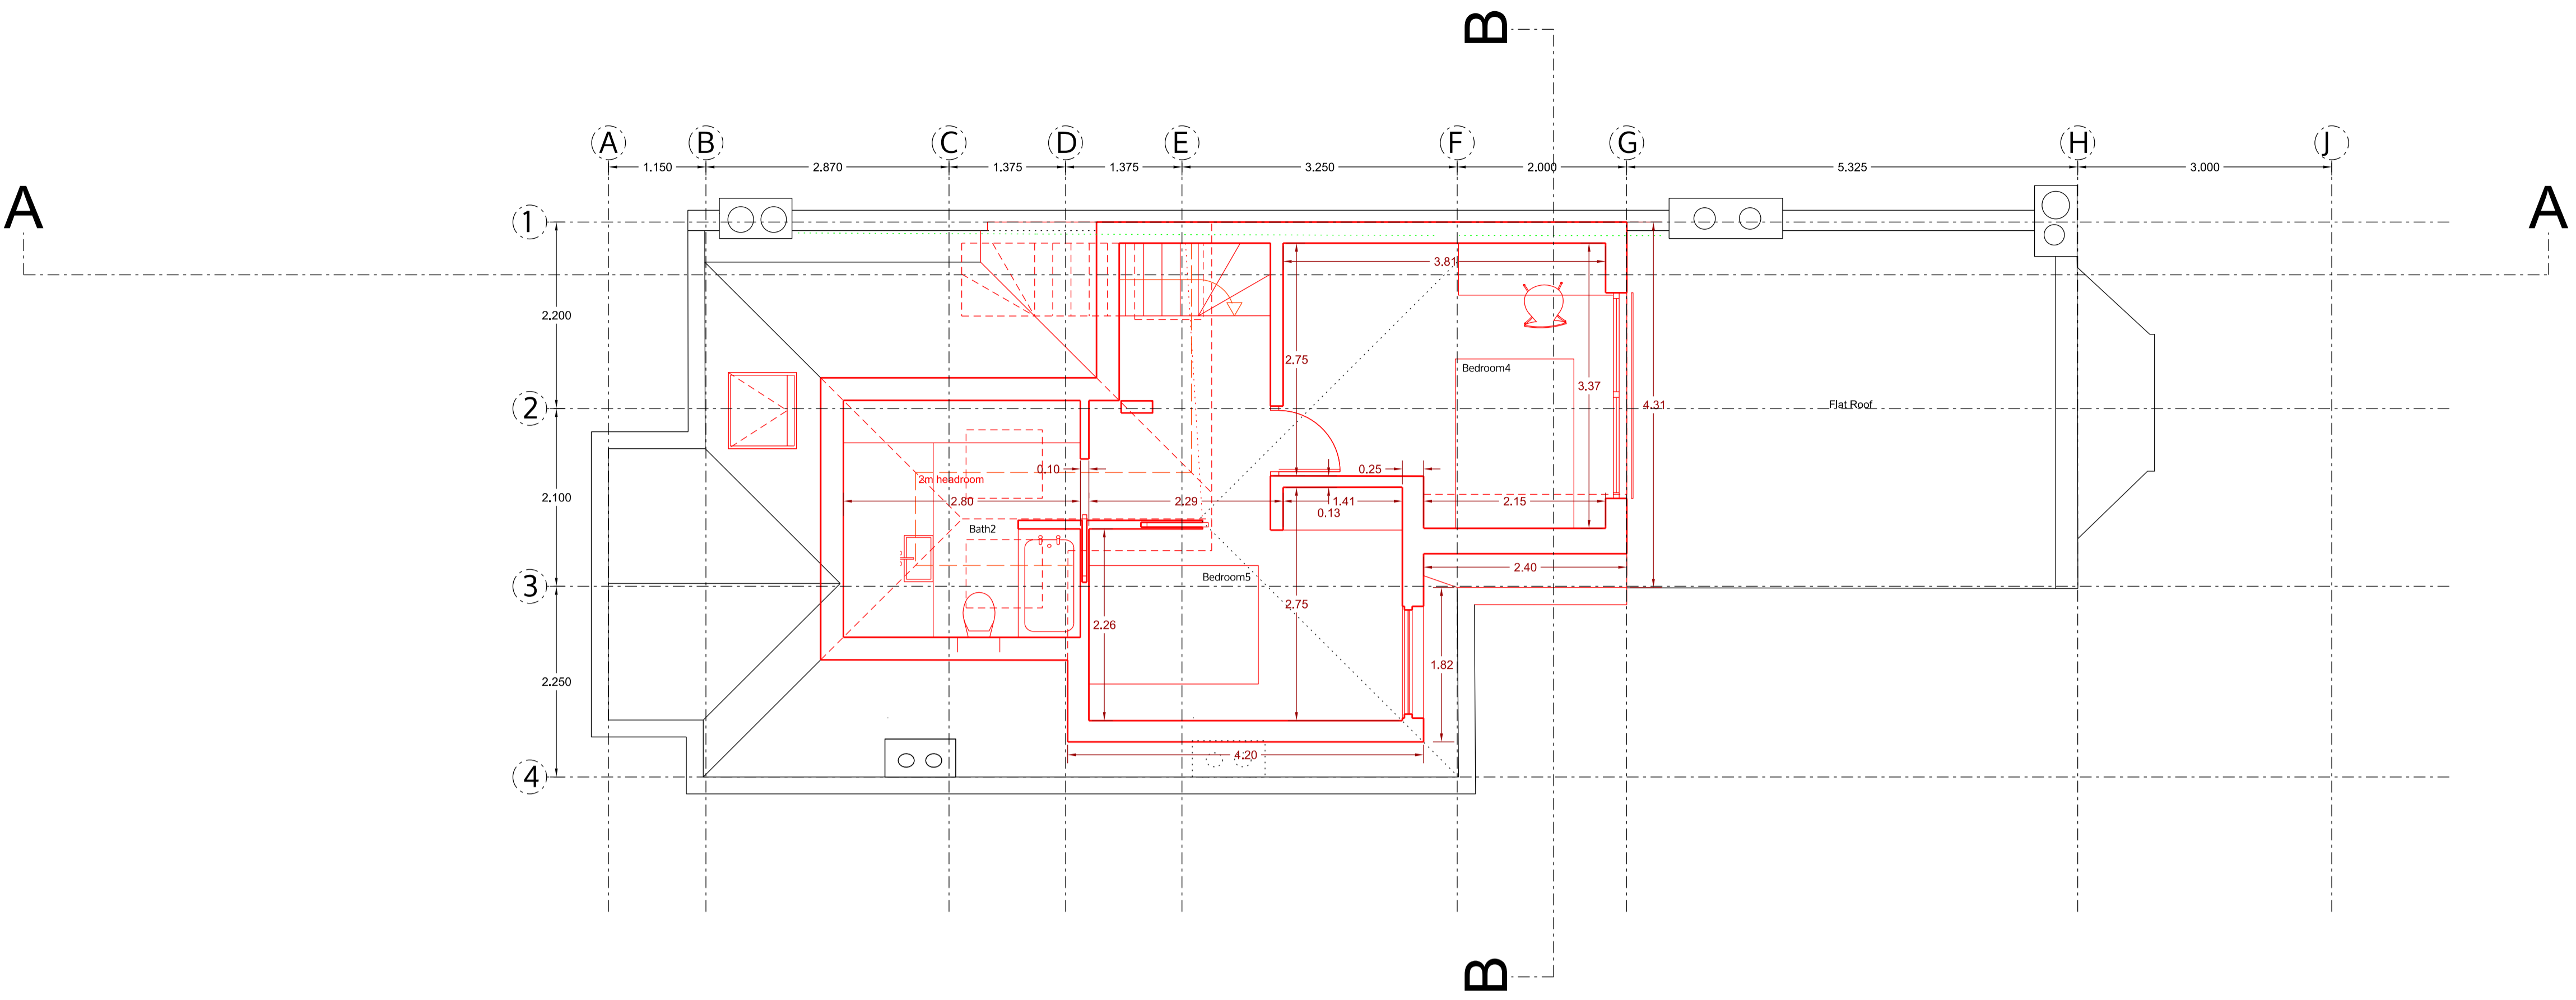 B
A B C D E F G H J
1.150 2.870 1.375 1.375 3.250 2.000 5.325 3.000
A A
1
3.81
2.200
2.75
Bedroom4
3.37
2
4.31
Flat Roof
0.10
0.25
2m headroom
2.100
2.80
2.29
1.41
2.15
0.13
Bath2
2.40
Bedroom5
3
2.75
2.26
1.82
2.250
4.20
4
B